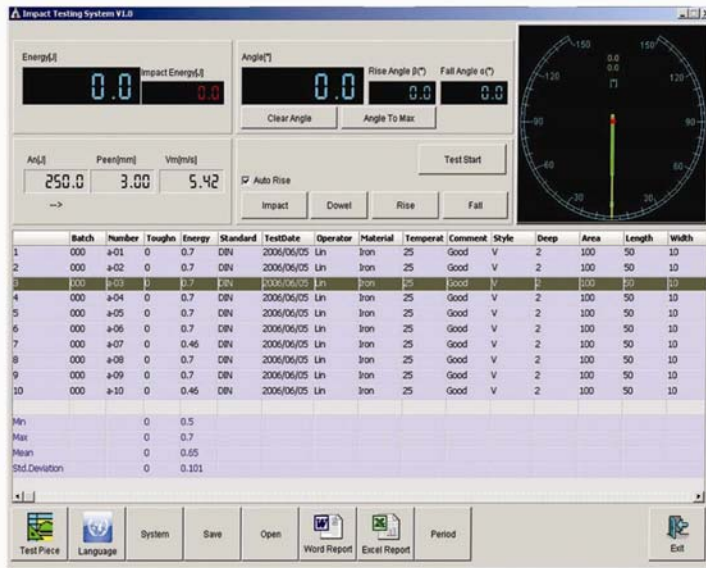 Impact Testing System V1.0
Energy[J]
0.0
Impact Energy[J]
0.0
Angle[°]
0.0
Rise Angle β(°)
0.0
Fall Angle α(°)
0.0
Clear Angle
Angle To Max
An[J]
Peen[mm]
Vm[m/s]
250.0
3.00
5.42
-->
Auto Rise
Test Start
Impact
Dowel
Rise
Fall
-150
150
0.0
0.0
[°]
-120
120
-90
90
-60
60
-30
30
Batch Number Toughn Energy Standard TestDate Operator Material Temperat Comment Style Deep Area Length Width
1 000 a-01 0 0.7 DIN 2006/06/05 Lin Iron 25 Good V 2 100 50 10
2 000 a-02 0 0.7 DIN 2006/06/05 Lin Iron 25 Good V 2 100 50 10
3 000 a-03 0 0.7 DIN 2006/06/05 Lin Iron 25 Good V 2 100 50 10
4 000 a-04 0 0.7 DIN 2006/06/05 Lin Iron 25 Good V 2 100 50 10
5 000 a-05 0 0.7 DIN 2006/06/05 Lin Iron 25 Good V 2 100 50 10
6 000 a-06 0 0.7 DIN 2006/06/05 Lin Iron 25 Good V 2 100 50 10
7 000 a-07 0 0.46 DIN 2006/06/05 Lin Iron 25 Good V 2 100 50 10
8 000 a-08 0 0.7 DIN 2006/06/05 Lin Iron 25 Good V 2 100 50 10
9 000 a-09 0 0.7 DIN 2006/06/05 Lin Iron 25 Good V 2 100 50 10
10 000 a-10 0 0.46 DIN 2006/06/05 Lin Iron 25 Good V 2 100 50 10
Min 0 0.5
Max 0 0.7
Mean 0 0.65
Std.Deviation 0 0.101
Test Piece
Language
System
Save
Open
Word Report
Excel Report
Period
Exit